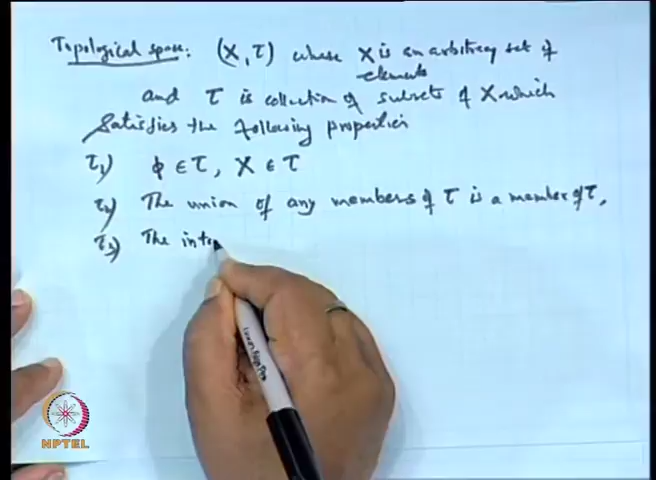 Topological space: (X, τ) where X is an arbitrary set of
elements
and τ is collection of subsets of X which
satisfies the following properties
τ₁) φ ∈ τ, X ∈ τ
τ₂) The union of any members of τ is a member of τ,
τ₃) The inte
NPTEL